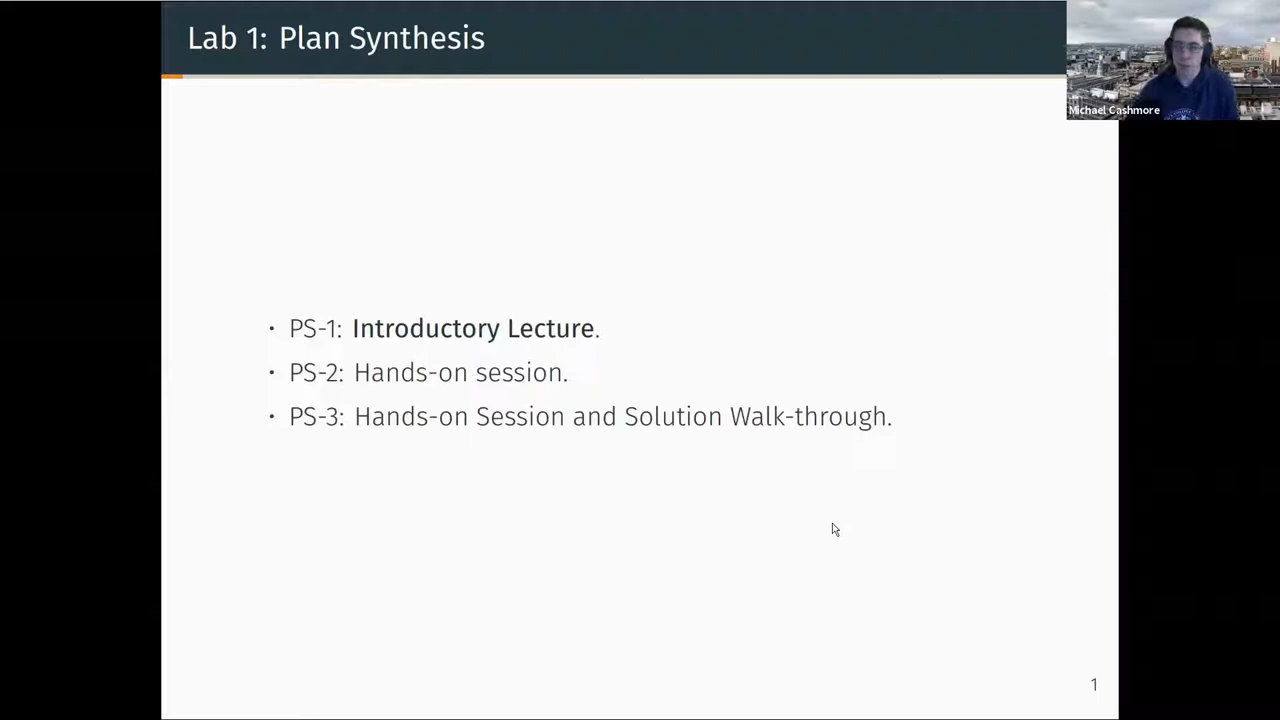 Lab 1: Plan Synthesis
Michael Cashmore
• PS-1: Introductory Lecture.
• PS-2: Hands-on session.
• PS-3: Hands-on Session and Solution Walk-through.
1